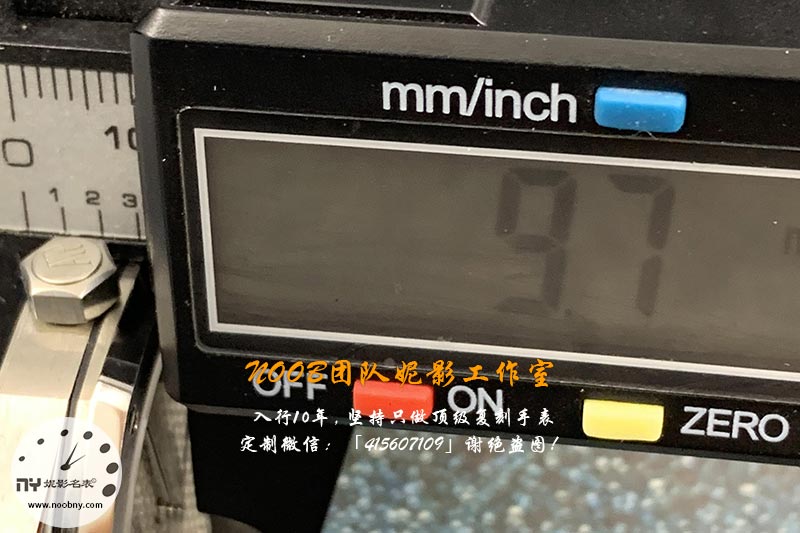 mm/inch
0 10
1 2 3
9.7
NOOB团队妮影工作室
OFF ON
入行10年，坚持只做顶级复刻手表
ZERO
定制微信：「415607109」谢绝盗图！
NY 妮影名表®
www.noobny.com